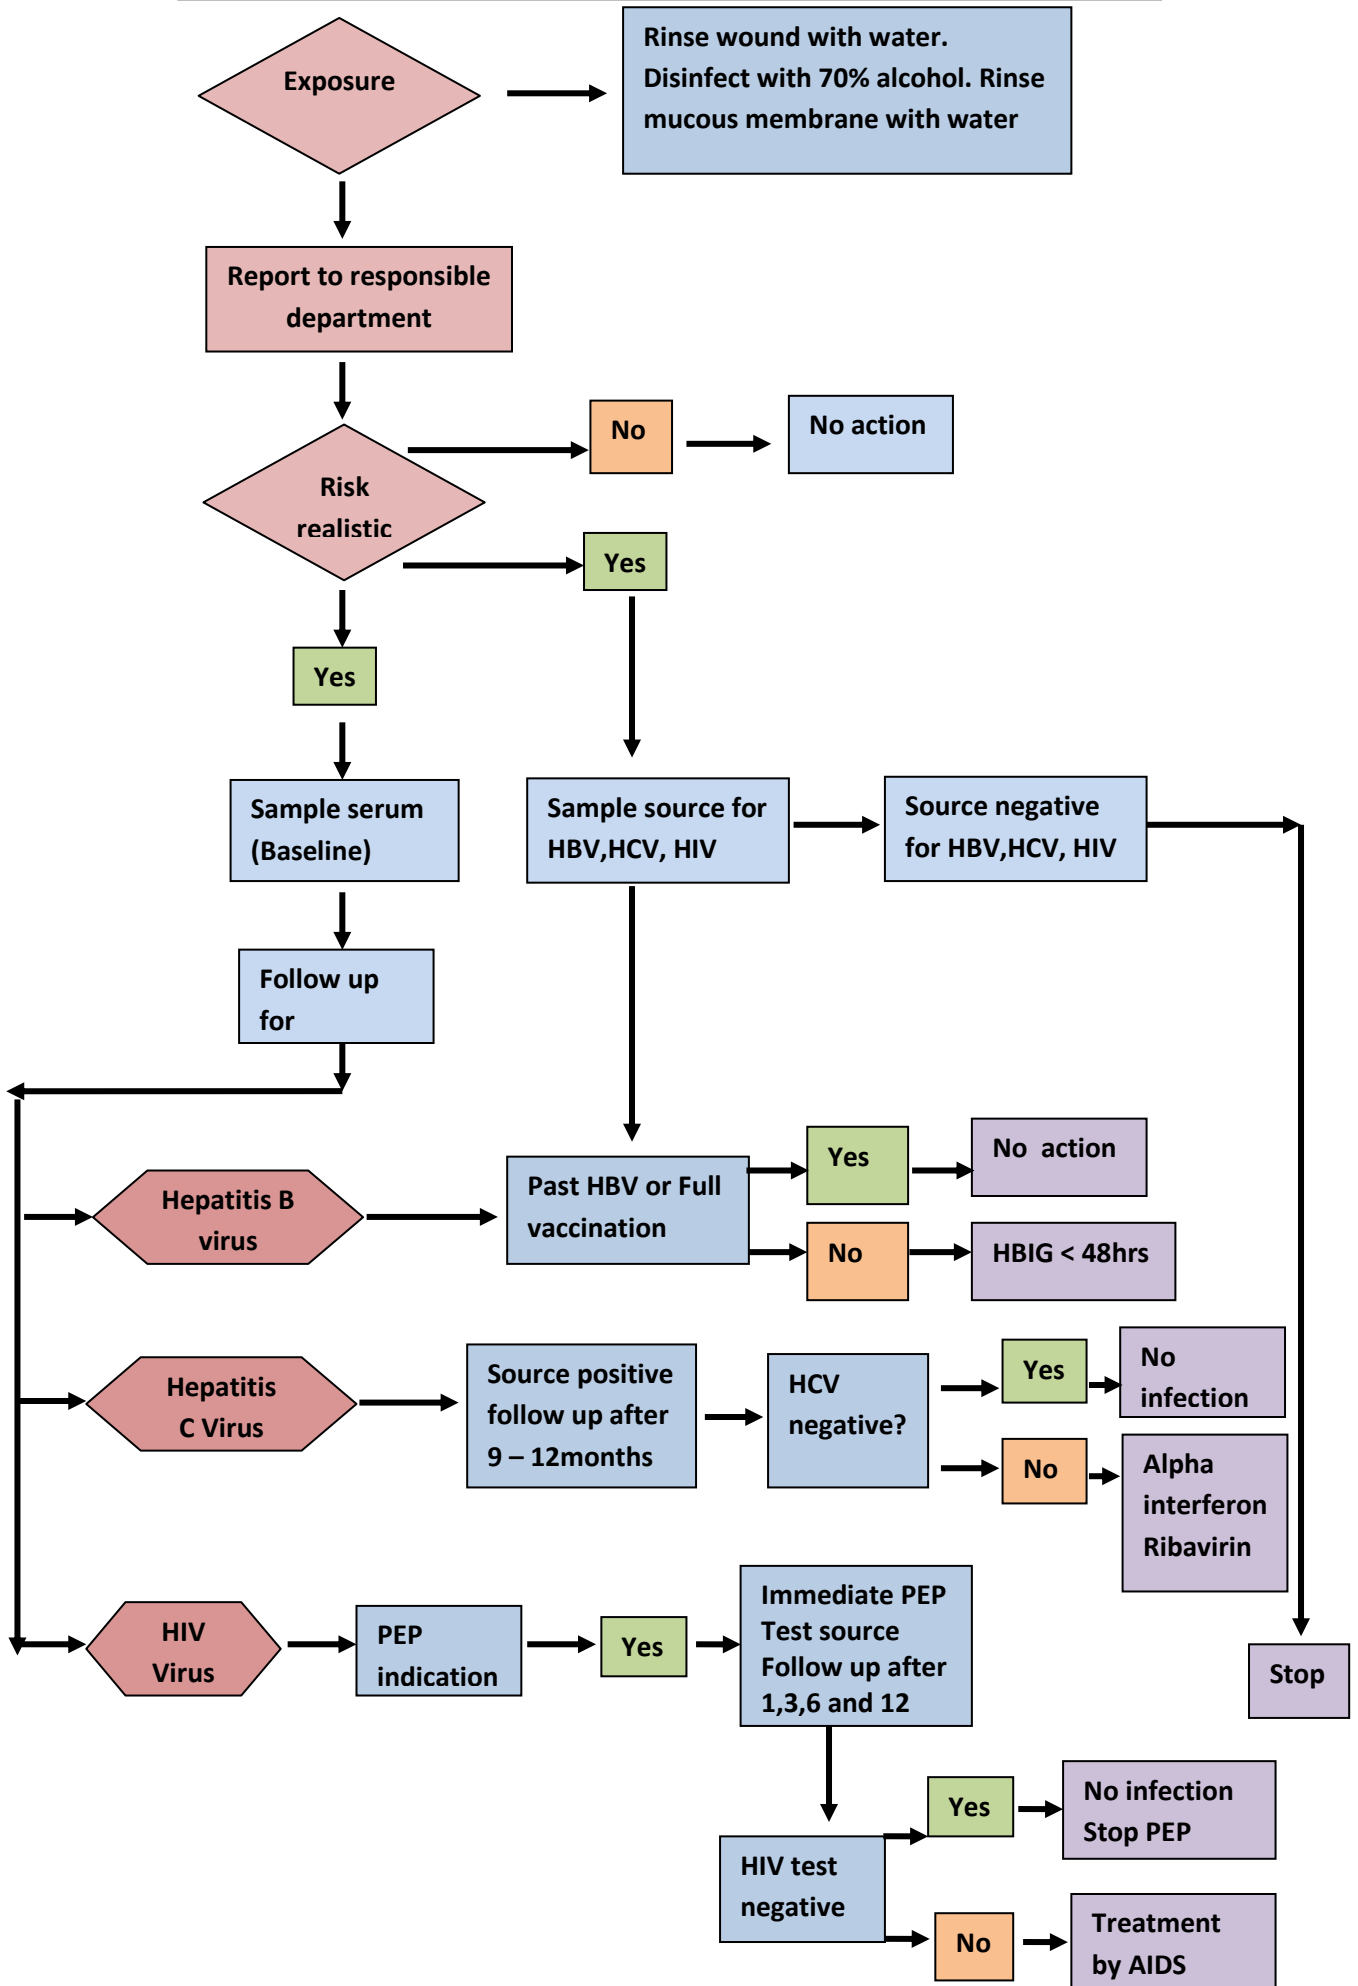 Exposure
Rinse wound with water.
Disinfect with 70% alcohol. Rinse
mucous membrane with water
Report to responsible
department
No
No action
Risk
realistic
Yes
Yes
Sample serum
(Baseline)
Sample source for
HBV,HCV, HIV
Source negative
for HBV,HCV, HIV
Follow up
for
Hepatitis B
virus
Past HBV or Full
vaccination
Yes
No  action
No
HBIG < 48hrs
Hepatitis
C Virus
Source positive
follow up after
9 – 12months
HCV
negative?
Yes
No
infection
No
Alpha
interferon
Ribavirin
HIV
Virus
PEP
indication
Yes
Immediate PEP
Test source
Follow up after
1,3,6 and 12
Stop
HIV test
negative
Yes
No infection
Stop PEP
No
Treatment
by AIDS